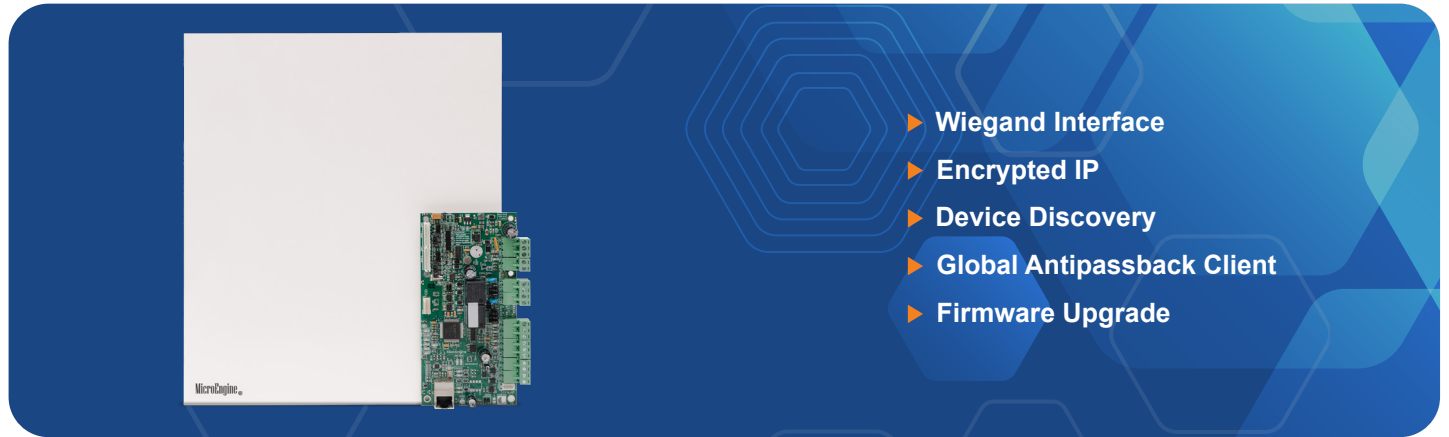 MicroEngine®
Wiegand Interface
Encrypted IP
Device Discovery
Global Antipassback Client
Firmware Upgrade